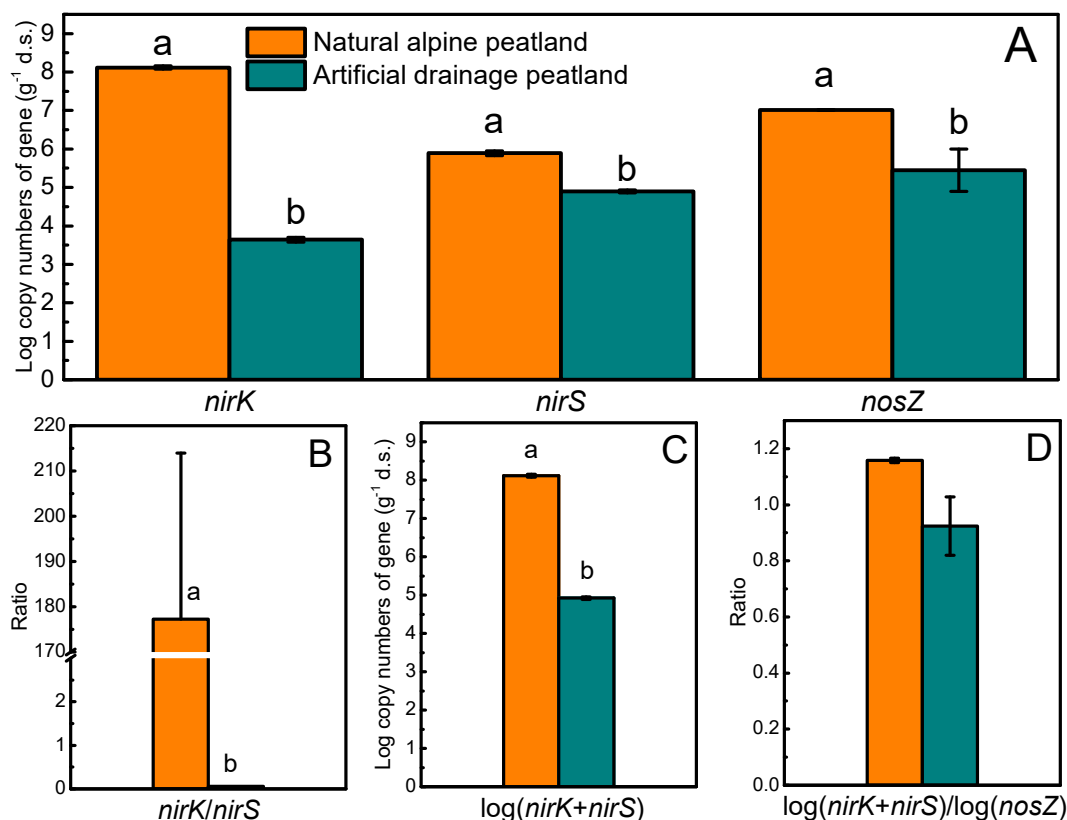 Log copy numbers of gene (g⁻¹ d.s.)
9
8
7
6
5
4
3
2
1
0
Natural alpine peatland
Artificial drainage peatland
A
a
b
a
b
a
b
nirK
nirS
nosZ
Ratio
220
210
200
190
180
170
2
1
0
B
a
b
nirK/nirS
Log copy numbers of gene (g⁻¹ d.s.)
9
8
7
6
5
4
3
2
1
0
C
a
b
log(nirK+nirS)
Ratio
1.2
1.0
0.8
0.6
0.4
0.2
0.0
D
log(nirK+nirS)/log(nosZ)